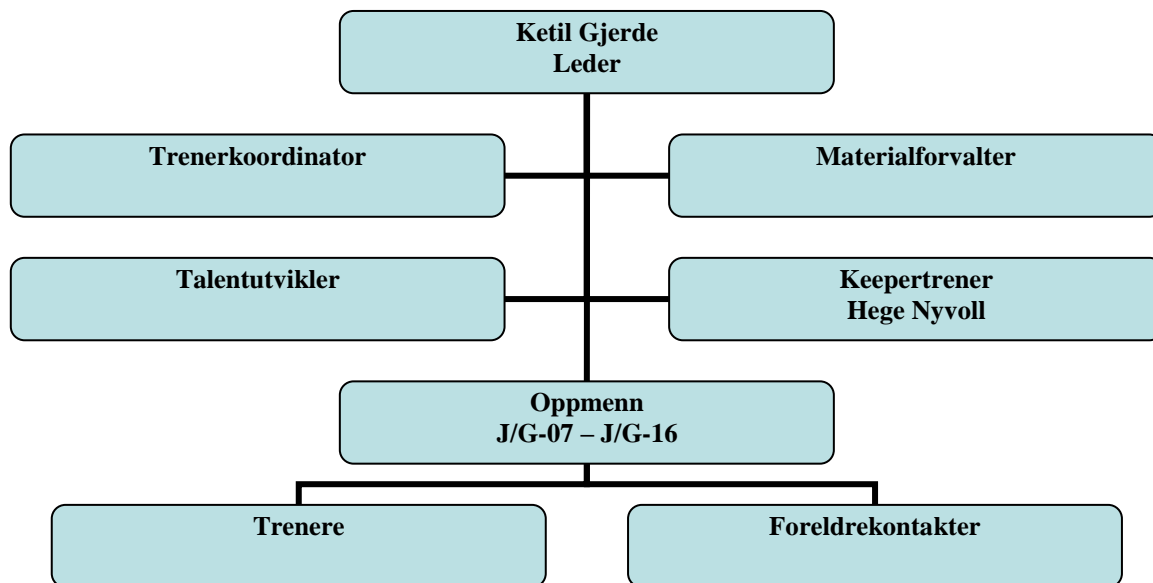 Ketil Gjerde
Leder
Trenerkoordinator
Materialforvalter
Talentutvikler
Keepertrener
Hege Nyvoll
Oppmenn
J/G-07 – J/G-16
Trenere
Foreldrekontakter